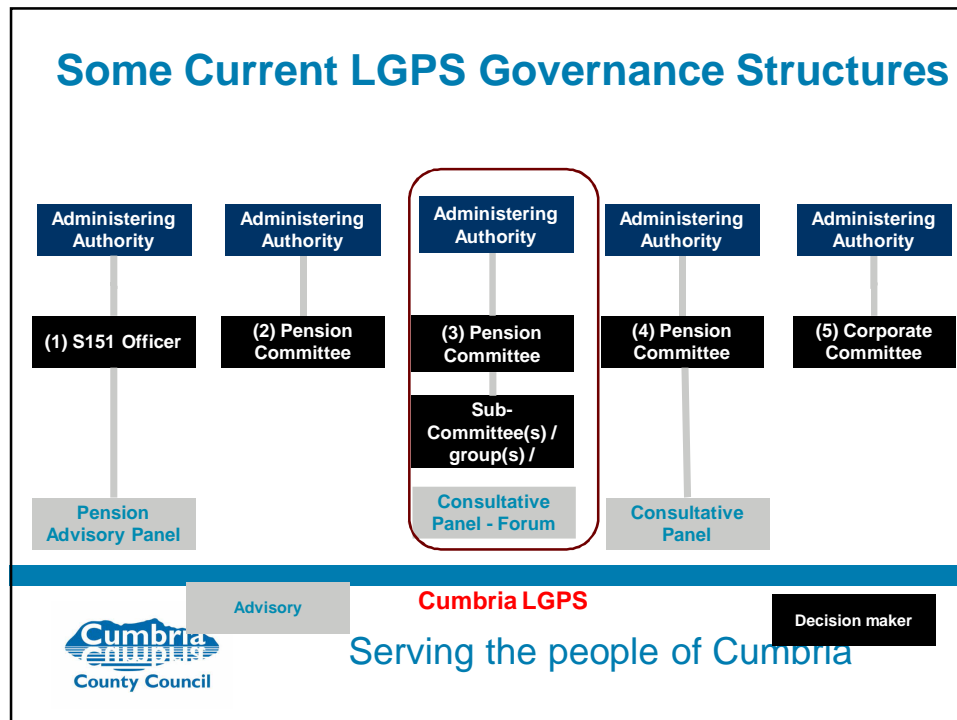 Some Current LGPS Governance Structures
Administering
Authority
Administering
Authority
Administering
Authority
Administering
Authority
Administering
Authority
(1) S151 Officer
(2) Pension
Committee
(3) Pension
Committee
(4) Pension
Committee
(5) Corporate
Committee
Sub-
Committee(s) /
group(s) /
Pension
Advisory Panel
Consultative
Panel - Forum
Consultative
Panel
Advisory
Cumbria LGPS
Decision maker
Cumbria
County Council
Serving the people of Cumbria